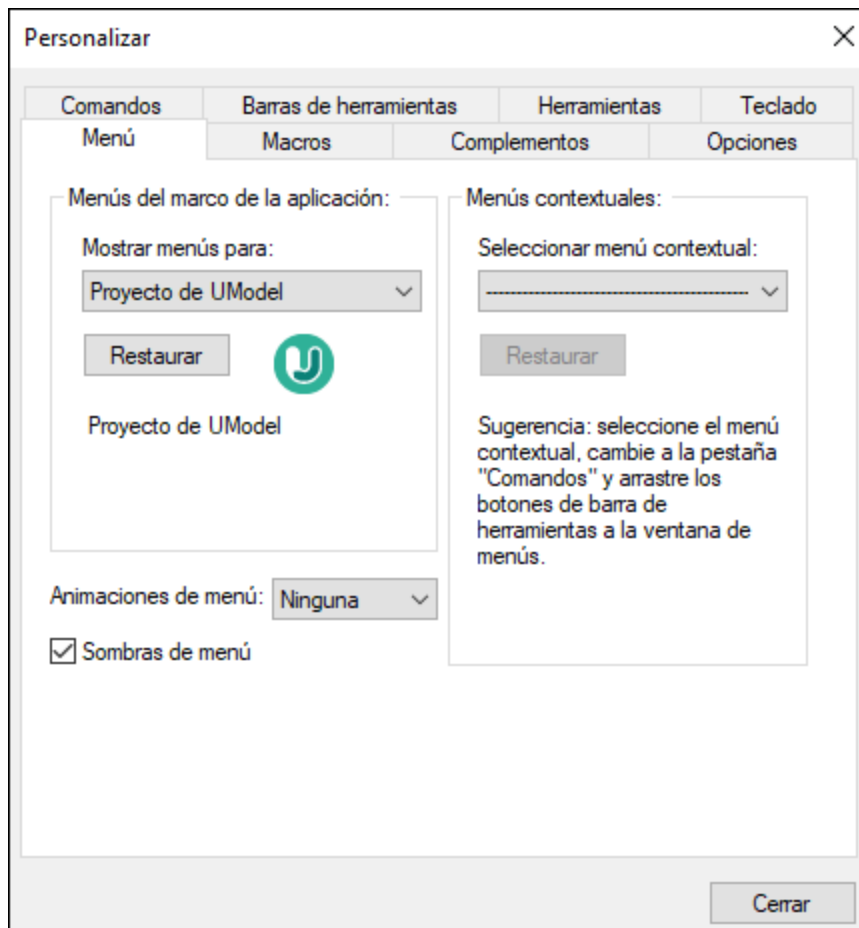 Personalizar
Comandos
Barras de herramientas
Herramientas
Teclado
Menú
Macros
Complementos
Opciones
Menús del marco de la aplicación:
Mostrar menús para:
Proyecto de UModel
Restaurar
Proyecto de UModel
Menús contextuales:
Seleccionar menú contextual:
Restaurar
Sugerencia: seleccione el menú
contextual, cambie a la pestaña
"Comandos" y arrastre los
botones de barra de
herramientas a la ventana de
menús.
Animaciones de menú:
Ninguna
Sombras de menú
Cerrar